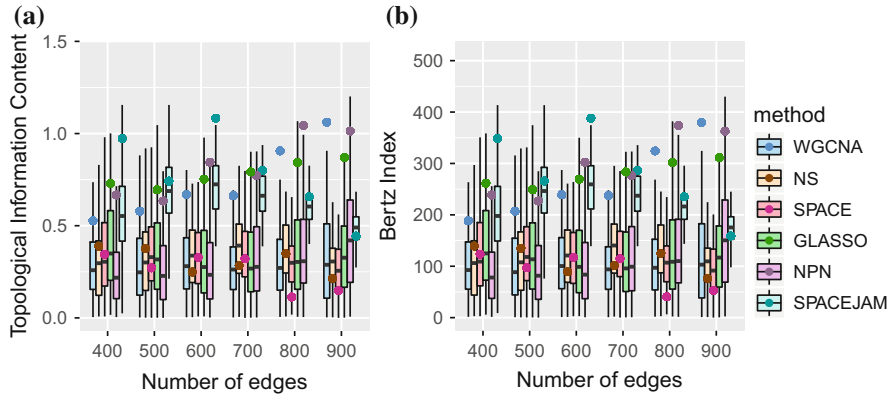 (a)
Topological Information Content
1.5
1.0
0.5
0.0
400 500 600 700 800 900
Number of edges
(b)
Bertz Index
500
400
300
200
100
0
400 500 600 700 800 900
Number of edges
method
WGCNA
NS
SPACE
GLASSO
NPN
SPACEJAM